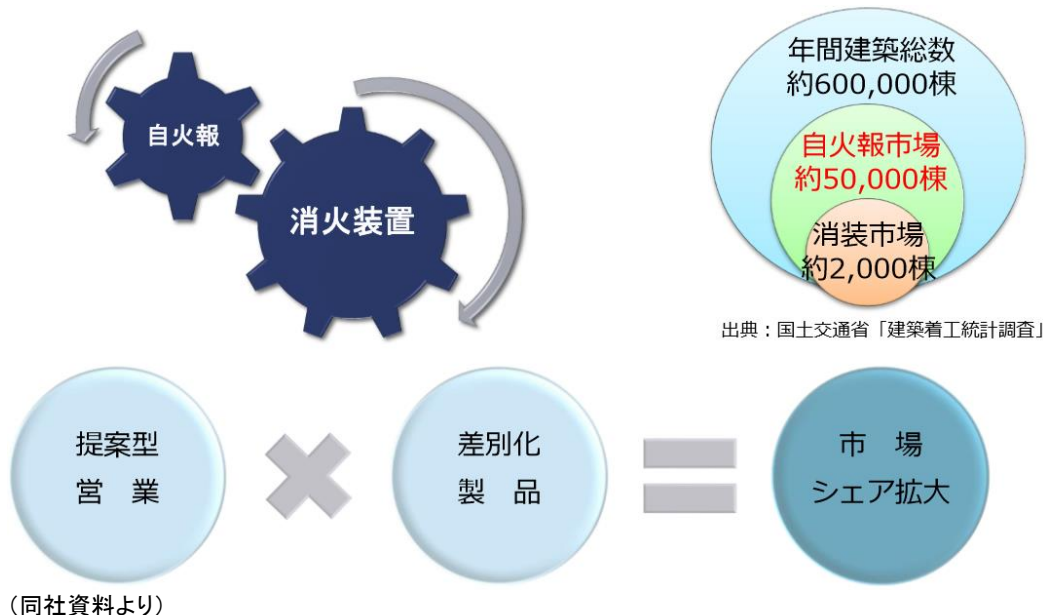 自火報
消火装置
年間建築総数
約600,000棟
自火報市場
約50,000棟
消装市場
約2,000棟
出典：国土交通省「建築着工統計調査」
提案型
営　業
差別化
製　品
市　場
シェア拡大
（同社資料より）